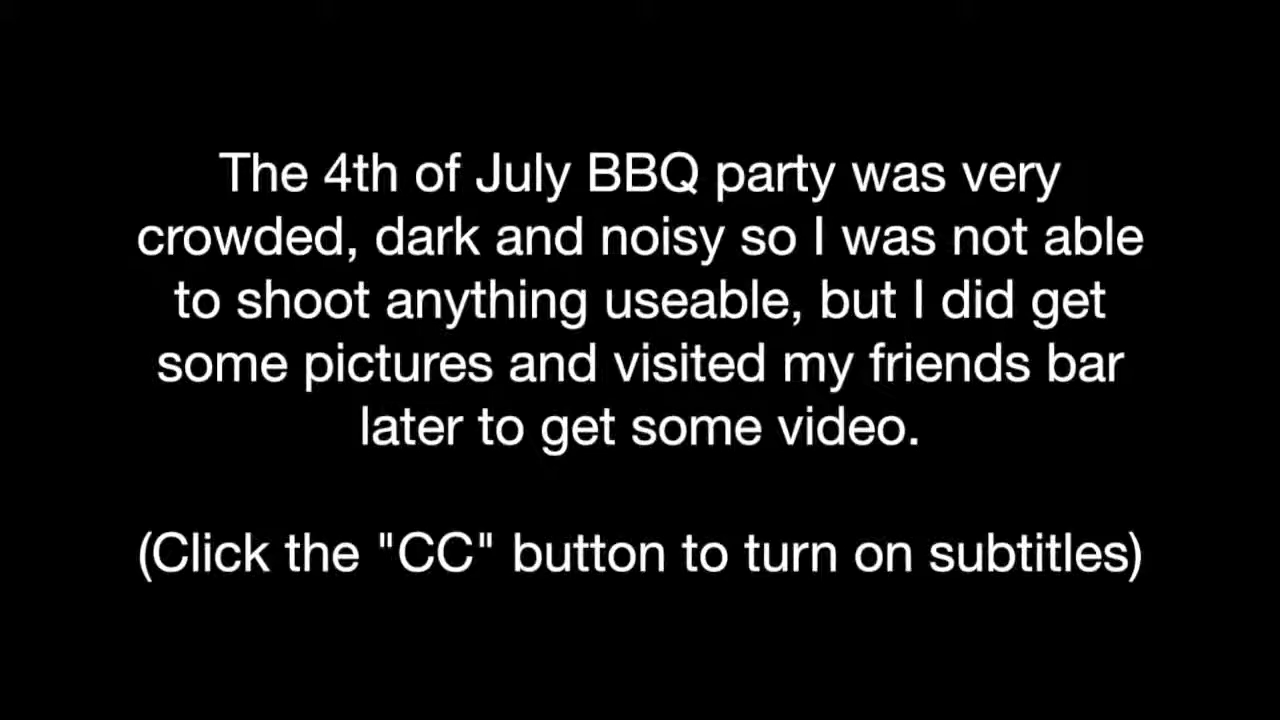 The 4th of July BBQ party was very
crowded, dark and noisy so I was not able
to shoot anything useable, but I did get
some pictures and visited my friends bar
later to get some video.
(Click the "CC" button to turn on subtitles)